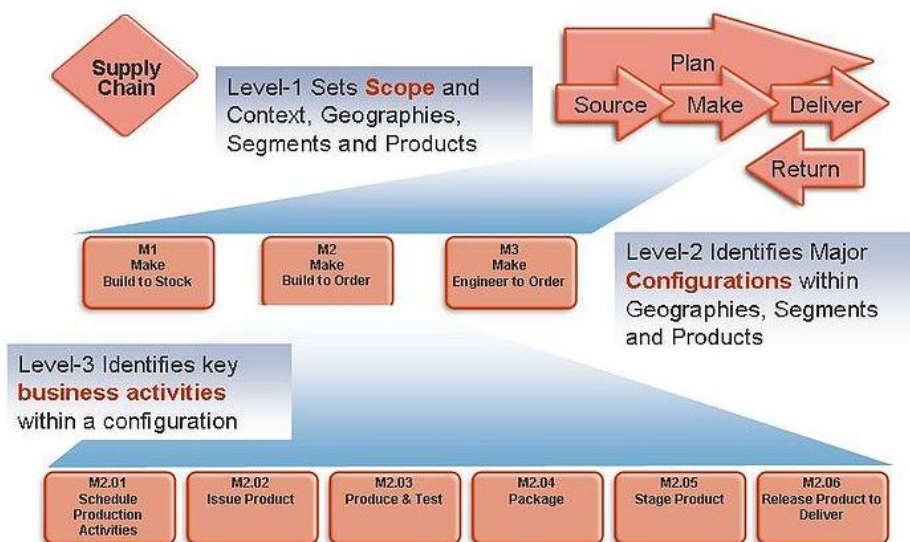 Supply
Chain
Level-1 Sets Scope and
Context, Geographies,
Segments and Products
Plan
Source
Make
Deliver
Return
M1
Make
Build to Stock
M2
Make
Build to Order
M3
Make
Engineer to Order
Level-2 Identifies Major
Configurations within
Geographies, Segments
and Products
Level-3 Identifies key
business activities
within a configuration
M2.01
Schedule
Production
Activities
M2.02
Issue Product
M2.03
Produce & Test
M2.04
Package
M2.05
Stage Product
M2.06
Release Product to
Deliver